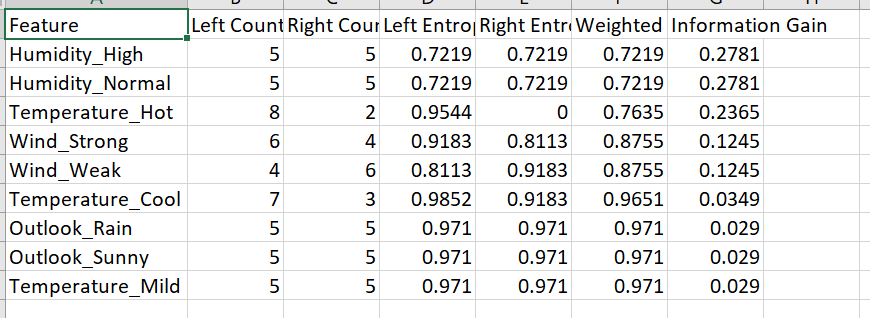 Feature Left Count Right Cour Left Entro Right Entr Weighted Information Gain
Humidity_High 5 5 0.7219 0.7219 0.7219 0.2781
Humidity_Normal 5 5 0.7219 0.7219 0.7219 0.2781
Temperature_Hot 8 2 0.9544 0 0.7635 0.2365
Wind_Strong 6 4 0.9183 0.8113 0.8755 0.1245
Wind_Weak 4 6 0.8113 0.9183 0.8755 0.1245
Temperature_Cool 7 3 0.9852 0.9183 0.9651 0.0349
Outlook_Rain 5 5 0.971 0.971 0.971 0.029
Outlook_Sunny 5 5 0.971 0.971 0.971 0.029
Temperature_Mild 5 5 0.971 0.971 0.971 0.029